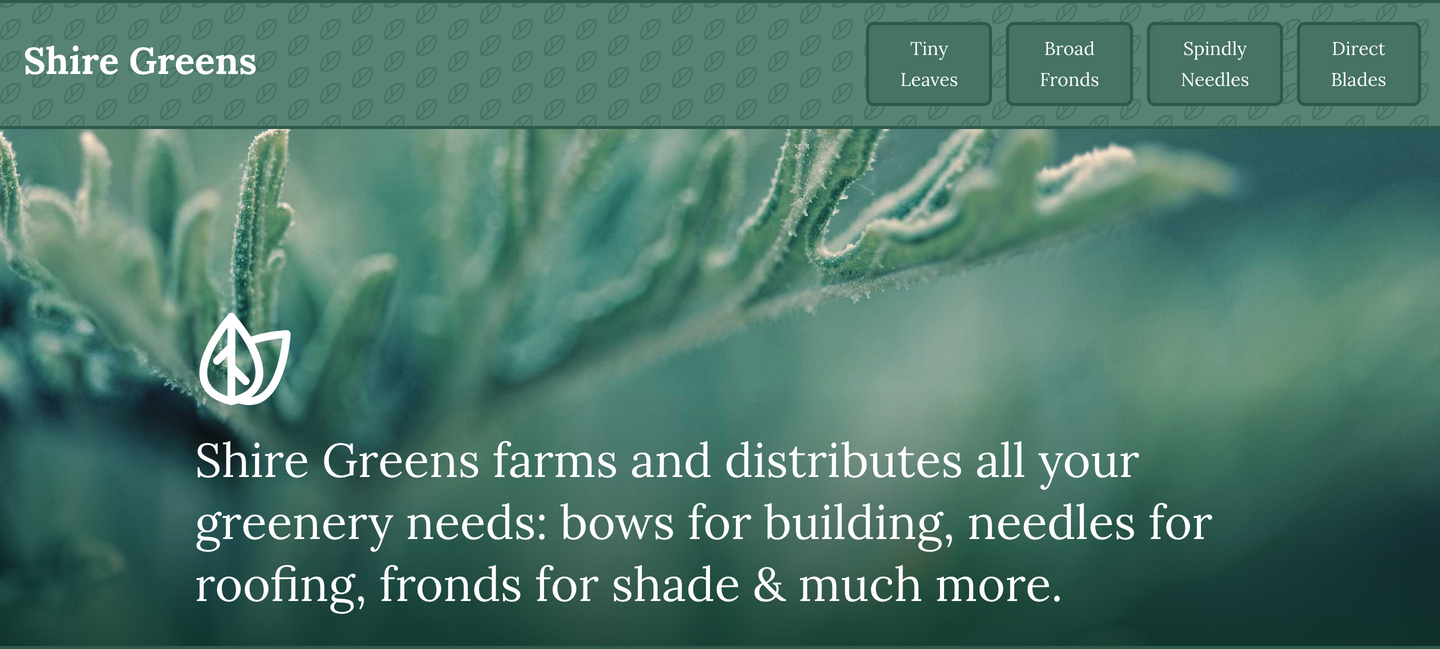 Shire Greens
Tiny
Leaves
Broad
Fronds
Spindly
Needles
Direct
Blades
Shire Greens farms and distributes all your
greenery needs: bows for building, needles for
roofing, fronds for shade & much more.